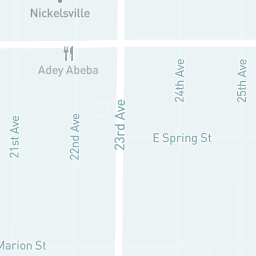 Nickelsville
Adey Abeba
24th Ave
25th Ave
23rd Ave
21st Ave
22nd Ave
E Spring St
Marion St